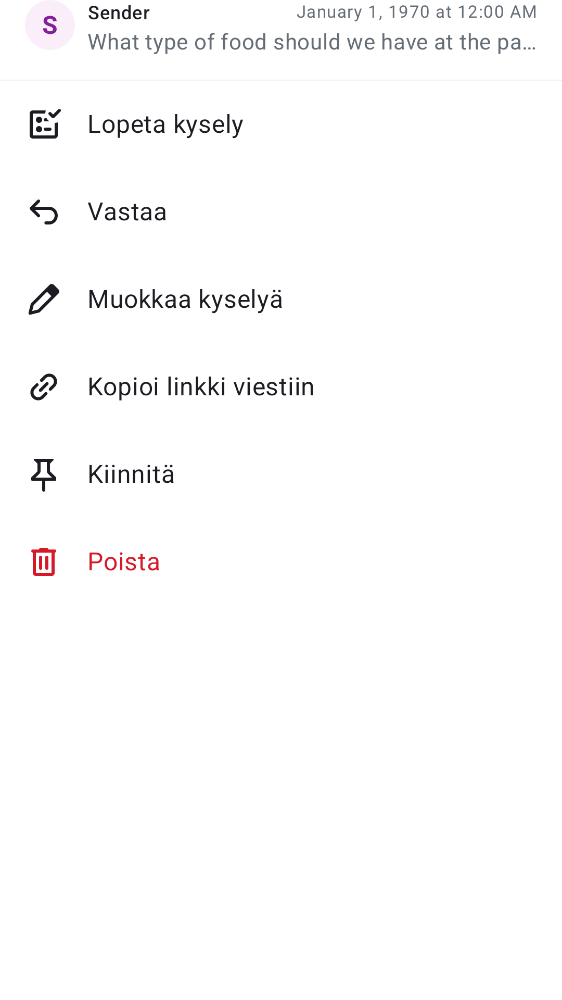 S
Sender
January 1, 1970 at 12:00 AM
What type of food should we have at the pa…
Lopeta kysely
Vastaa
Muokkaa kyselyä
Kopioi linkki viestiin
Kiinnitä
Poista